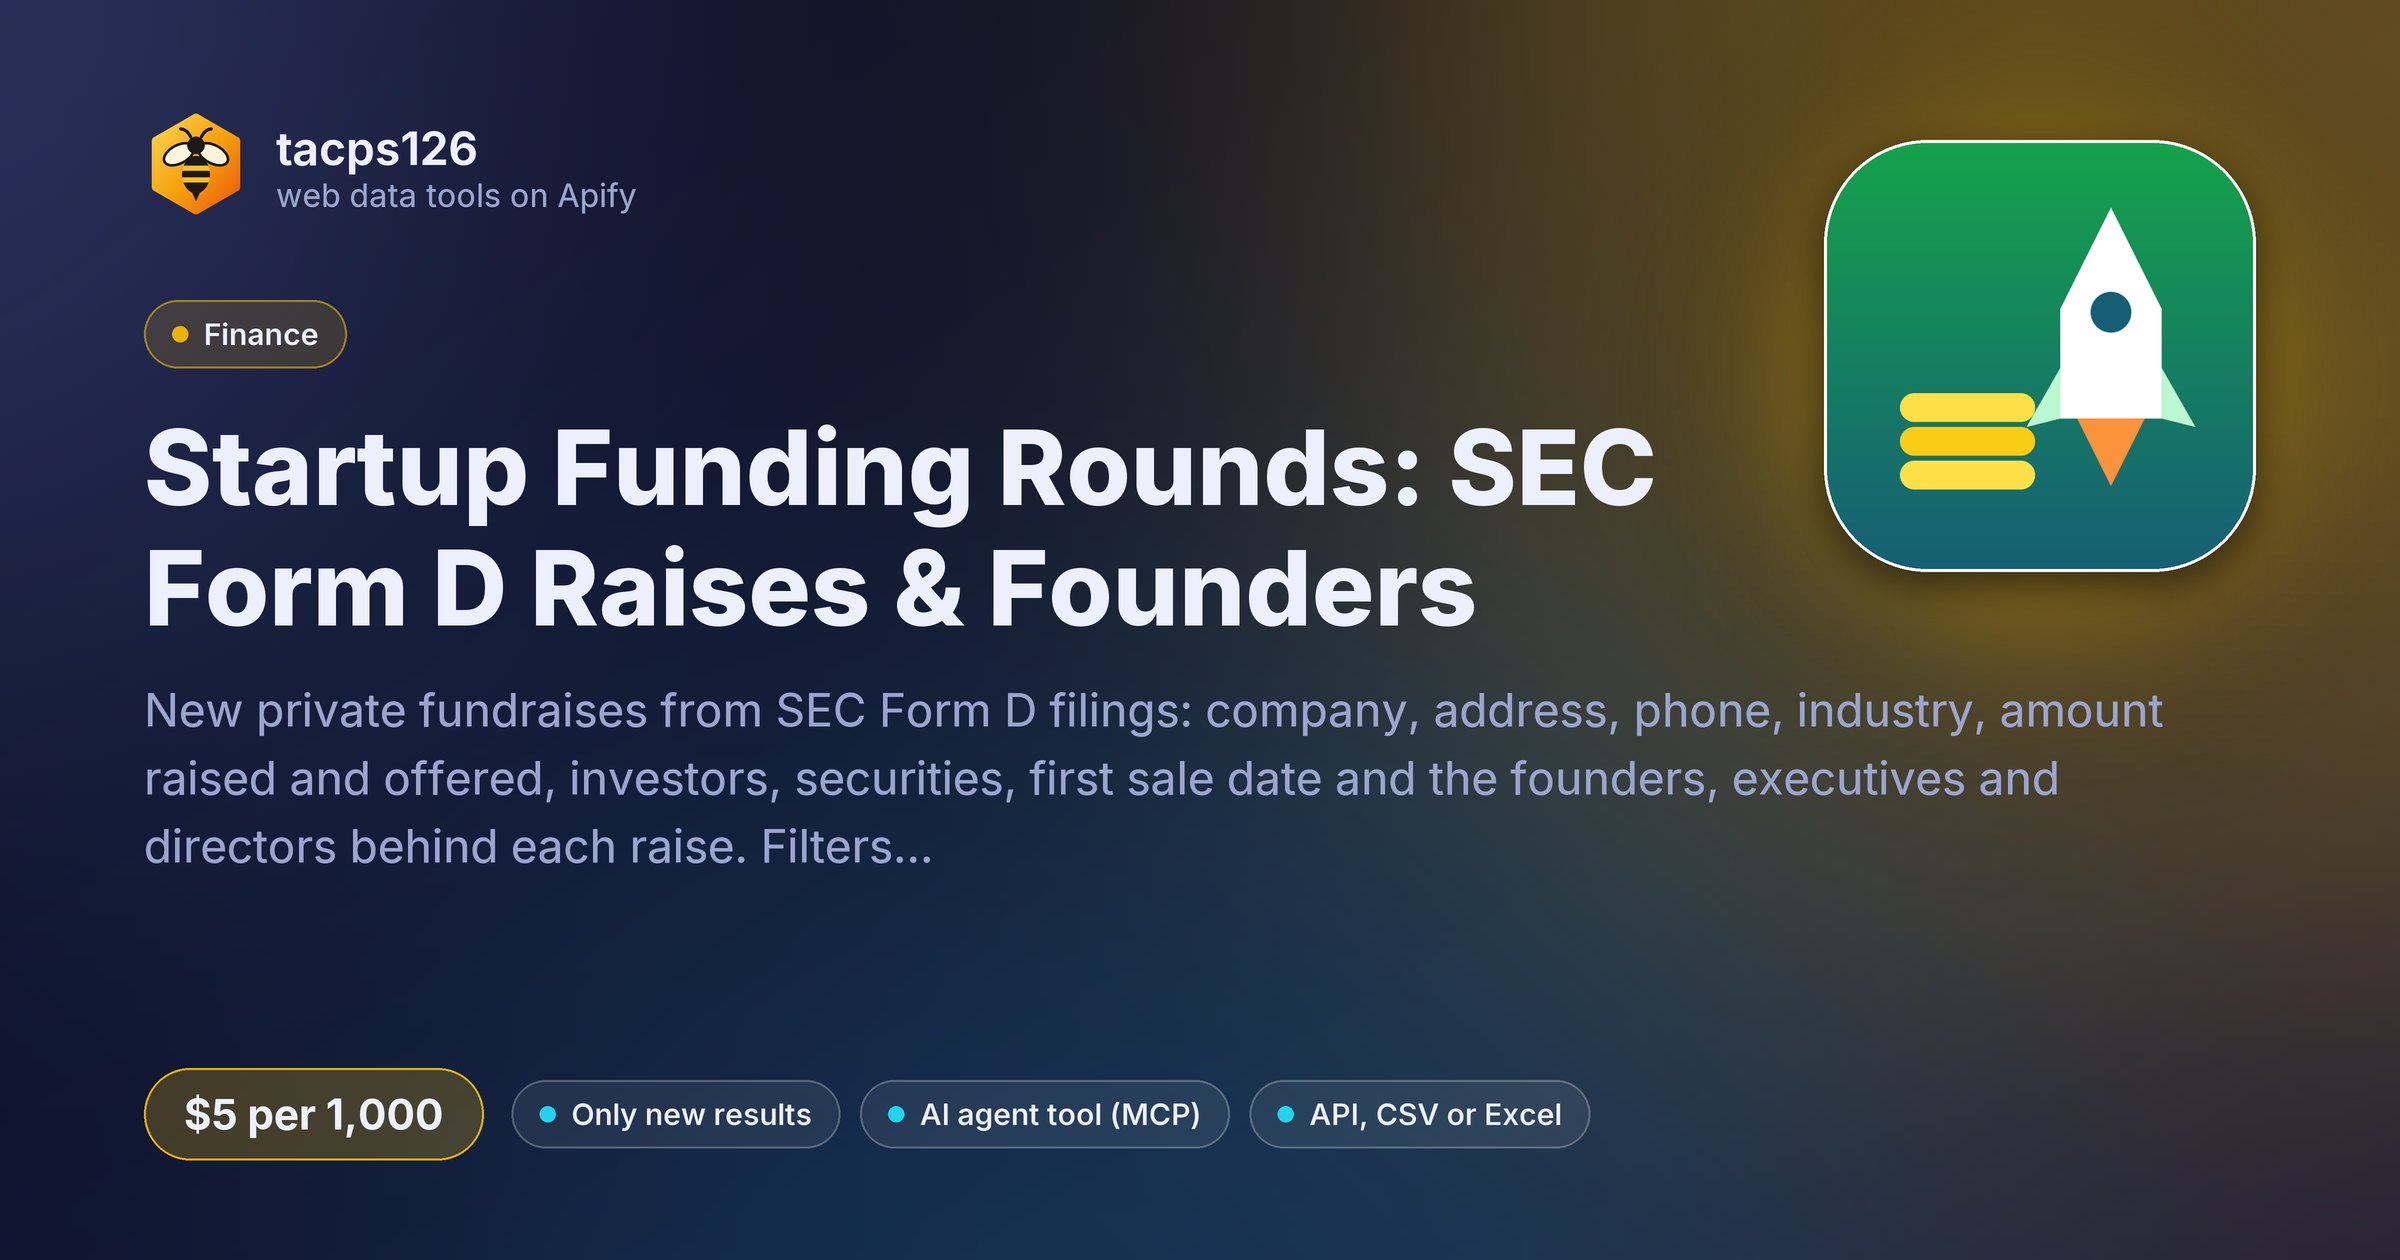 tacps126
web data tools on Apify
Finance
Startup Funding Rounds: SEC
Form D Raises & Founders
New private fundraises from SEC Form D filings: company, address, phone, industry, amount
raised and offered, investors, securities, first sale date and the founders, executives and
directors behind each raise. Filters...
$5 per 1,000
Only new results
AI agent tool (MCP)
API, CSV or Excel